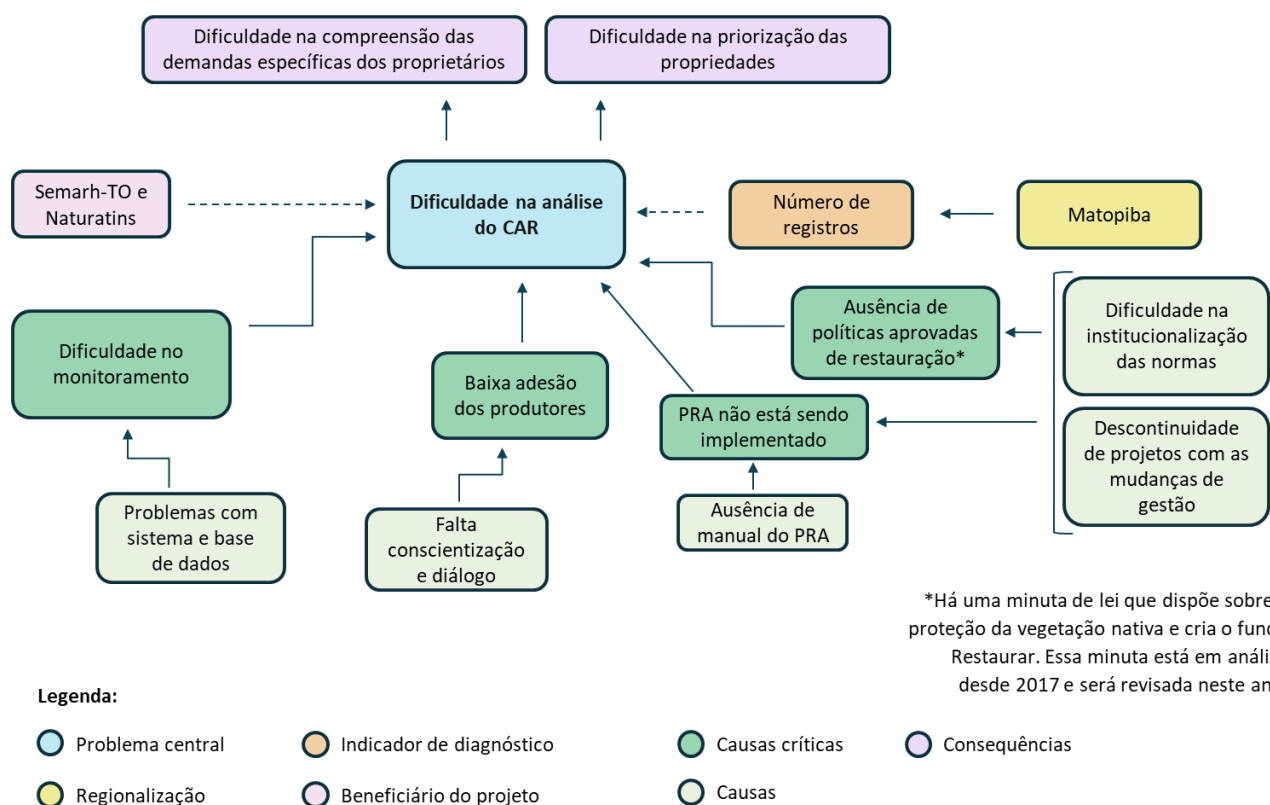 Dificuldade na compreensão das
demandas específicas dos proprietários
Dificuldade na priorização das
propriedades
Semarh-TO e
Naturatins
Dificuldade na análise
do CAR
Número de
registros
Matopiba
Dificuldade no
monitoramento
Baixa adesão
dos produtores
Ausência de
políticas aprovadas
de restauração*
PRA não está sendo
implementado
Dificuldade na
institucionalização
das normas
Descontinuidade
de projetos com as
mudanças de
gestão
Problemas com
sistema e base
de dados
Falta
conscientização
e diálogo
Ausência de
manual do PRA
*Há uma minuta de lei que dispõe sobre
proteção da vegetação nativa e cria o
Restaurar. Essa minuta está em
desde 2017 e será revisada neste
Legenda:
Problema central
Indicador de diagnóstico
Causas críticas
Consequências
Regionalização
Beneficiário do projeto
Causas